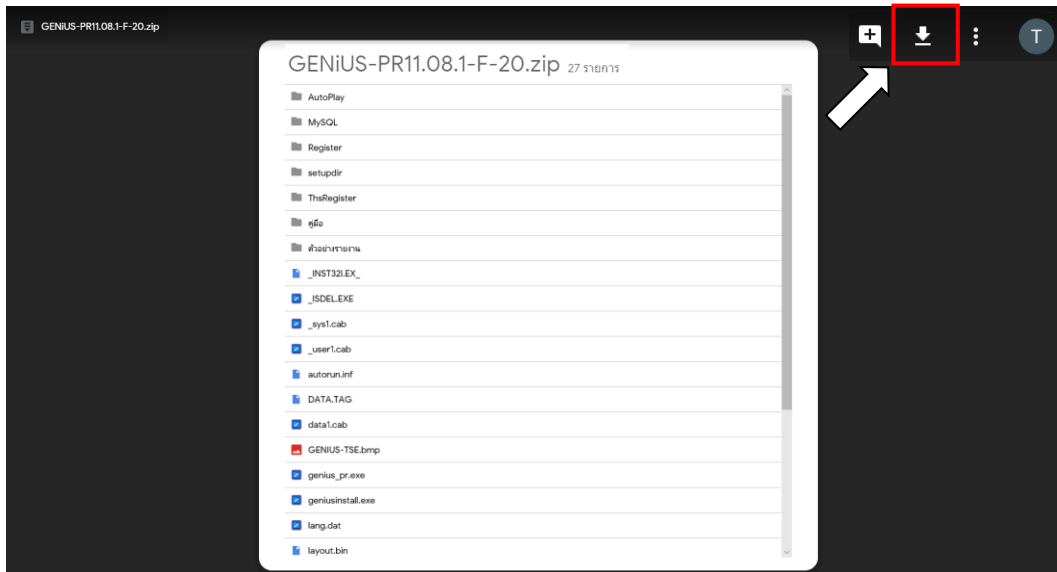 GENiUS-PR11.08.1-F-20.zip
T
GENiUS-PR11.08.1-F-20.zip 27 รายการ
AutoPlay
MySQL
Register
setupdir
ThsRegister
คู่มือ
ตัวอย่างรายงาน
_INST32I.EX_
_ISDEL.EXE
_sys1.cab
_user1.cab
autorun.inf
DATA.TAG
data1.cab
GENIUS-TSE.bmp
genius_pr.exe
geniusinstall.exe
lang.dat
layout.bin